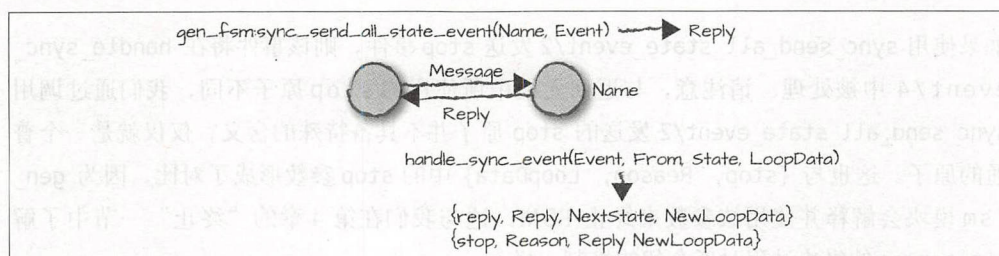 gen_fsm:sync_send_all_state_event(Name, Event) Reply
Message
Name
Reply
handle_sync_event(Event, From, State, LoopData)
{reply, Reply, NextState, NewLoopData}
{stop, Reason, Reply NewLoopData}